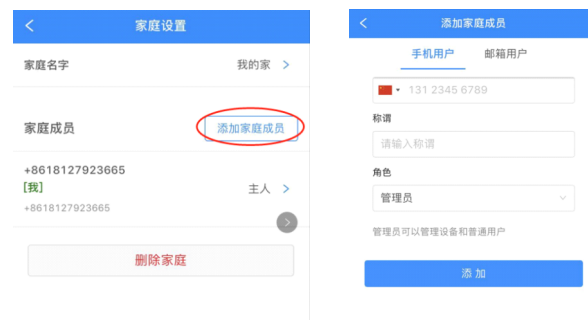 家庭设置
家庭名字 我的家
家庭成员 添加家庭成员
+8618127923665
[我] 主人
+8618127923665
删除家庭
添加家庭成员
手机用户 邮箱用户
131 2345 6789
称谓
请输入称谓
角色
管理员
管理员可以管理设备和普通用户
添 加